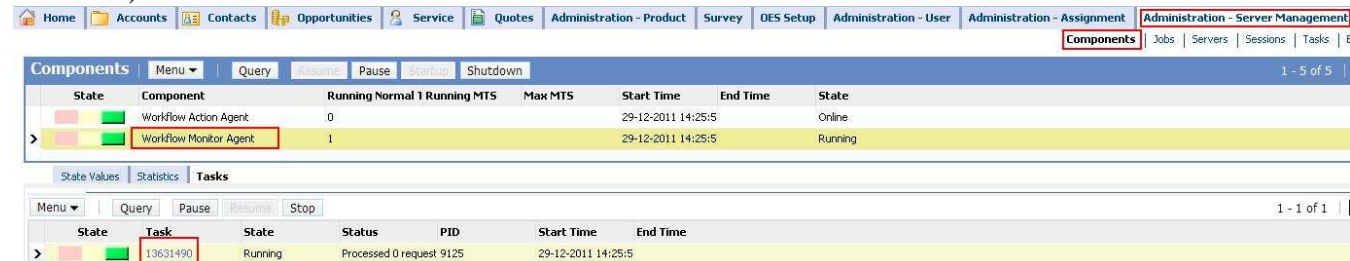 Home Accounts Contacts Opportunities Service Quotes Administration - Product Survey OES Setup Administration - User Administration - Assignment Administration - Server Management
Components | Jobs | Servers | Sessions | Tasks |
Components Menu Query Resume Pause Startup Shutdown 1 - 5 of 5
State Component Running Normal T Running MTS Max MTS Start Time End Time State
Workflow Action Agent 0 29-12-2011 14:25:5 Online
Workflow Monitor Agent 1 29-12-2011 14:25:5 Running
State Values Statistics Tasks
Menu Query Pause Resume Stop 1 - 1 of 1
State Task State Status PID Start Time End Time
13631490 Running Processed 0 request 9125 29-12-2011 14:25:5